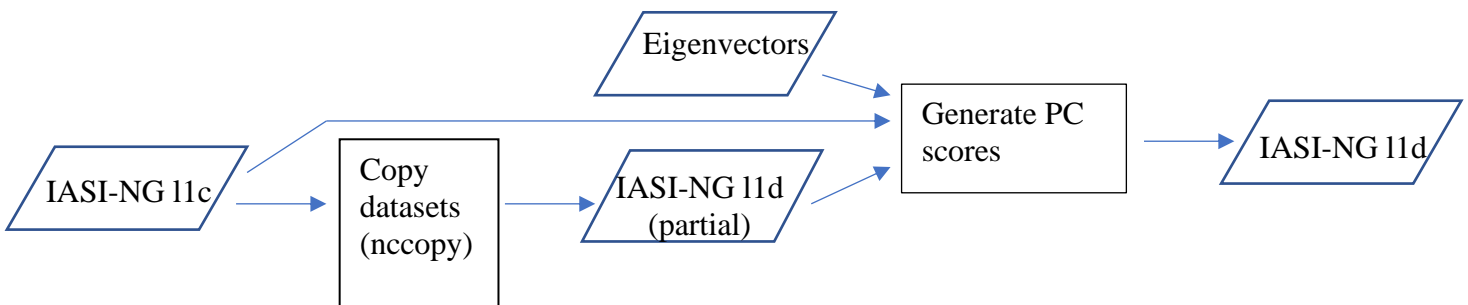 Eigenvectors
Generate PC
scores
IASI-NG l1c
Copy
datasets
(nccopy)
IASI-NG l1d
(partial)
IASI-NG l1d